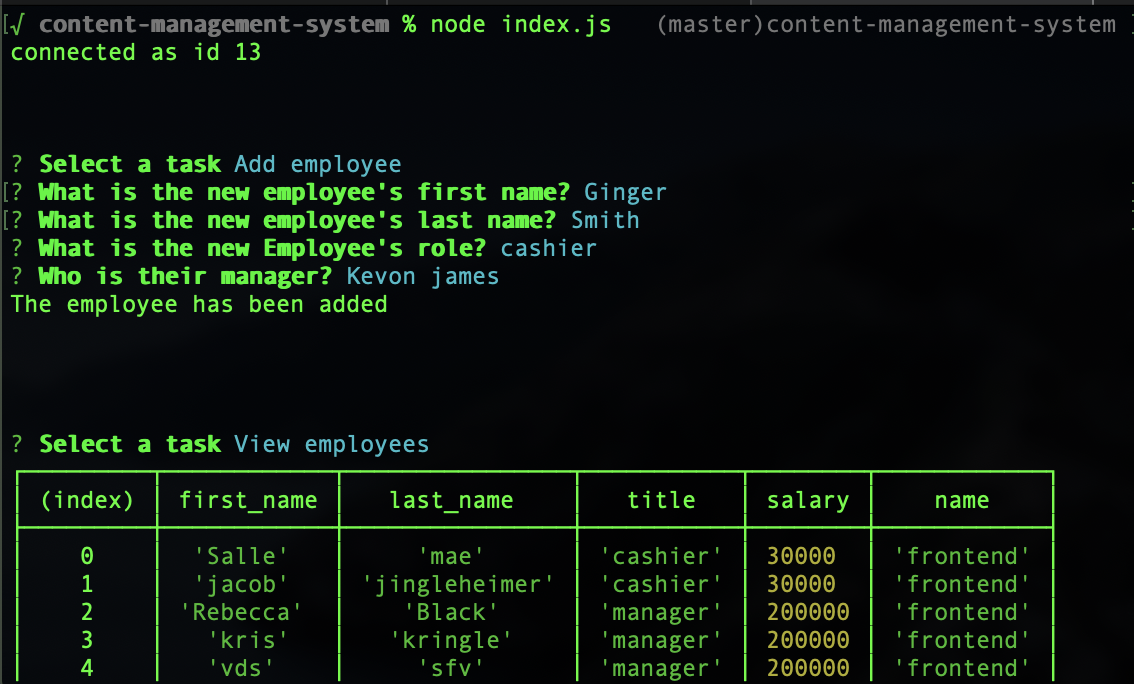 [√ content-management-system % node index.js (master)content-management-system ]
connected as id 13
? Select a task Add employee
[? What is the new employee's first name? Ginger
[? What is the new employee's last name? Smith
? What is the new Employee's role? cashier
? Who is their manager? Kevon james
The employee has been added
? Select a task View employees
(index) first_name last_name title salary name
0 'Salle' 'mae' 'cashier' 30000 'frontend'
1 'jacob' 'jingleheimer' 'cashier' 30000 'frontend'
2 'Rebecca' 'Black' 'manager' 200000 'frontend'
3 'kris' 'kringle' 'manager' 200000 'frontend'
4 'vds' 'sfv' 'manager' 200000 'frontend'